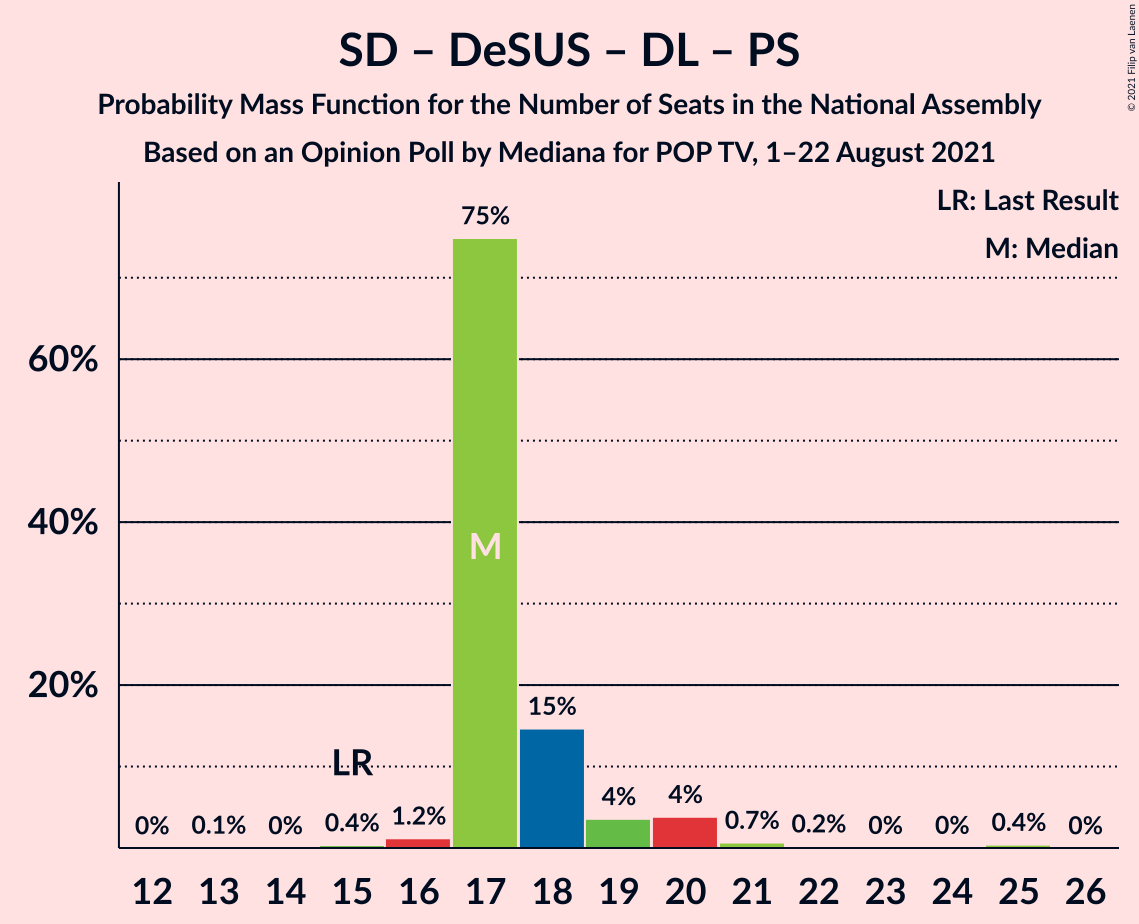 SD – DeSUS – DL – PS
Probability Mass Function for the Number of Seats in the National Assembly
Based on an Opinion Poll by Mediana for POP TV, 1–22 August 2021
© 2021 Filip van Laenen
LR: Last Result
M: Median
75%
60%
40%
M
20%
15%
LR
0% 0.1% 0% 0.4% 1.2% 4% 4% 0.7% 0.2% 0% 0% 0.4% 0%
12 13 14 15 16 17 18 19 20 21 22 23 24 25 26